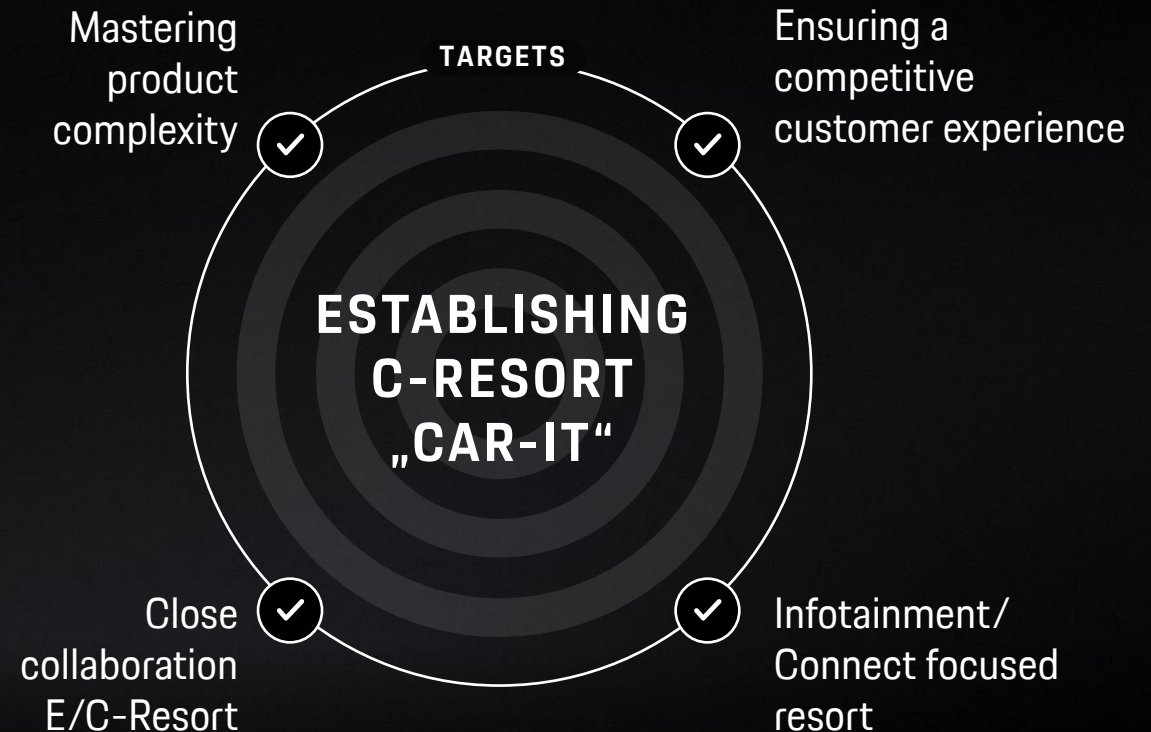 TARGETS
Mastering
product
complexity
Ensuring a
competitive
customer experience
ESTABLISHING
C-RESORT
„CAR-IT“
Close
collaboration
E/C-Resort
Infotainment/
Connect focused
resort